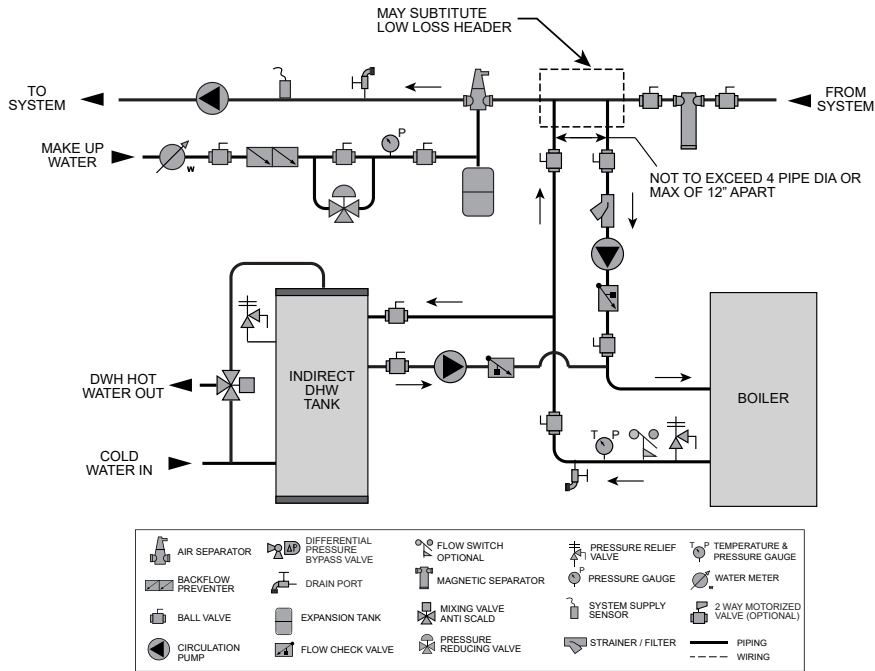 MAY SUBTITUTE
LOW LOSS HEADER
TO
SYSTEM
FROM
SYSTEM
MAKE UP
WATER
W
P
NOT TO EXCEED 4 PIPE DIA OR
MAX OF 12" APART
DWH HOT
WATER OUT
INDIRECT
DHW
TANK
BOILER
COLD
WATER IN
T P
AIR SEPARATOR
DIFFERENTIAL
PRESSURE
BYPASS VALVE
ΔP
FLOW SWITCH
OPTIONAL
PRESSURE RELIEF
VALVE
T P
TEMPERATURE &
PRESSURE GAUGE
BACKFLOW
PREVENTER
DRAIN PORT
MAGNETIC SEPARATOR
P
PRESSURE GAUGE
W
WATER METER
BALL VALVE
EXPANSION TANK
MIXING VALVE
ANTI SCALD
SYSTEM SUPPLY
SENSOR
2 WAY MOTORIZED
VALVE (OPTIONAL)
CIRCULATION
PUMP
FLOW CHECK VALVE
PRESSURE
REDUCING VALVE
STRAINER / FILTER
PIPING
WIRING